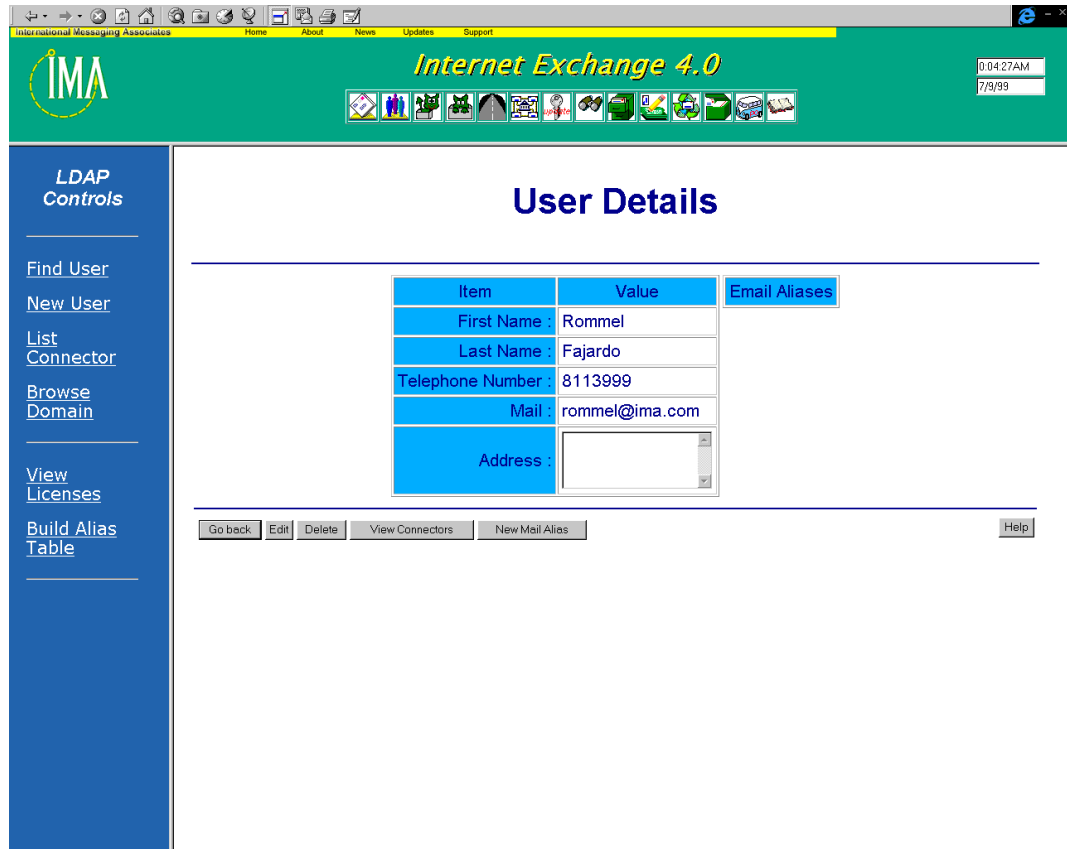 International Messaging Associates Home About News Updates Support
IMA
Internet Exchange 4.0
0:04:27AM
7/9/99
update
LDAP
Controls
Find User
New User
List
Connector
Browse
Domain
View
Licenses
Build Alias
Table
User Details
Item Value Email Aliases
First Name : Rommel
Last Name : Fajardo
Telephone Number : 8113999
Mail : rommel@ima.com
Address :
Go back Edit Delete View Connectors New Mail Alias Help